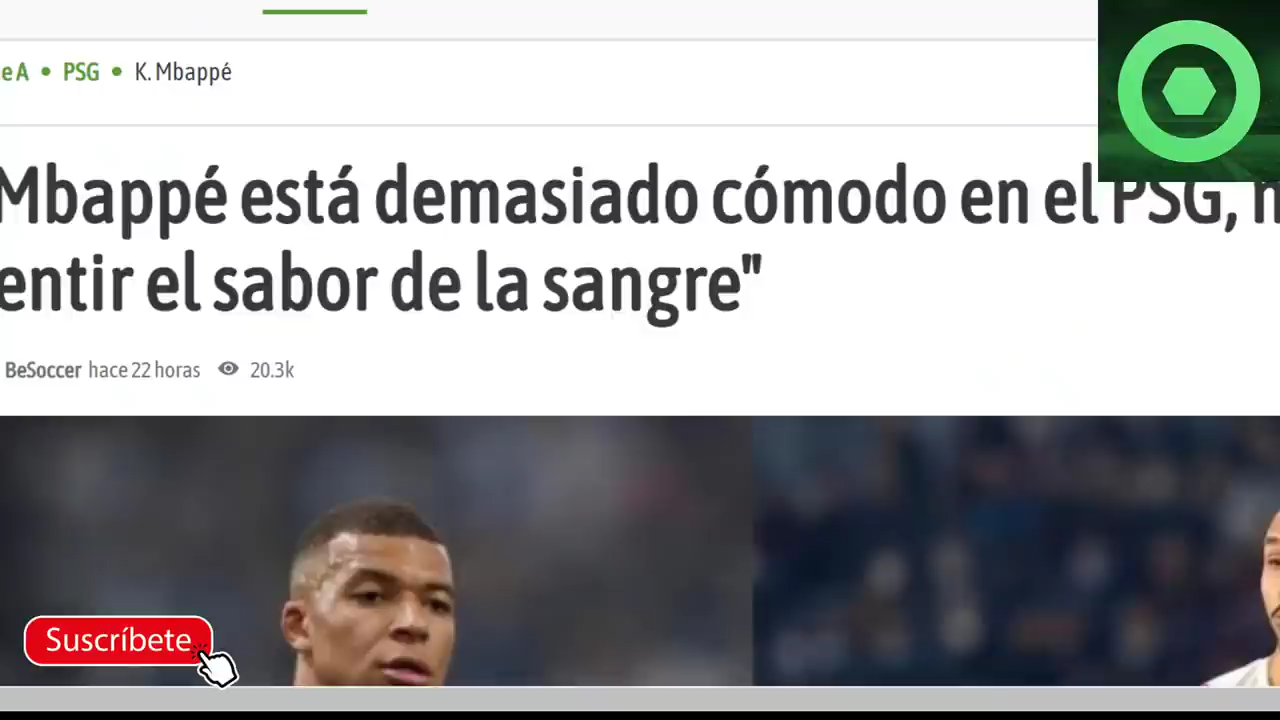 e A • PSG • K. Mbappé
Mbappé está demasiado cómodo en el PSG,
entir el sabor de la sangre"
BeSoccer hace 22 horas 20.3k
Suscríbete